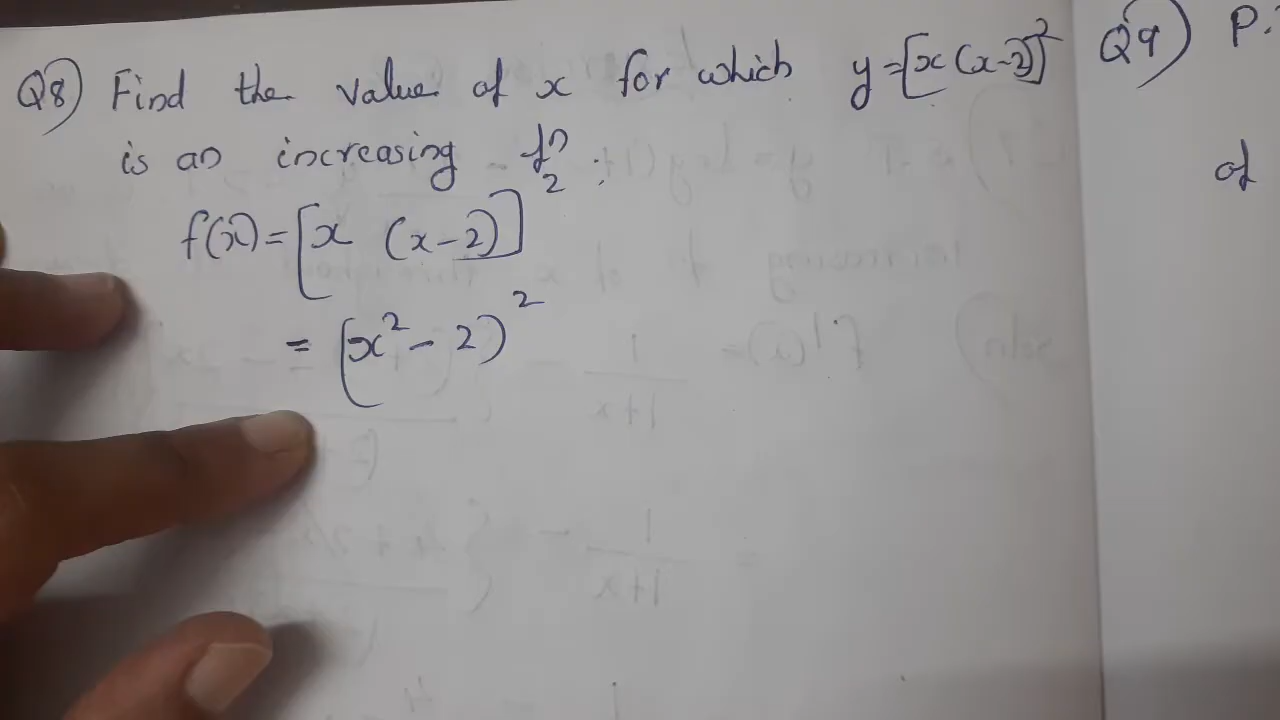 Q8) Find the value of x for which y=[x(x-2)]² Q9) P.
is an increasing fⁿ: of
f(x)=[x (x-2)]²
= (x²-2)²